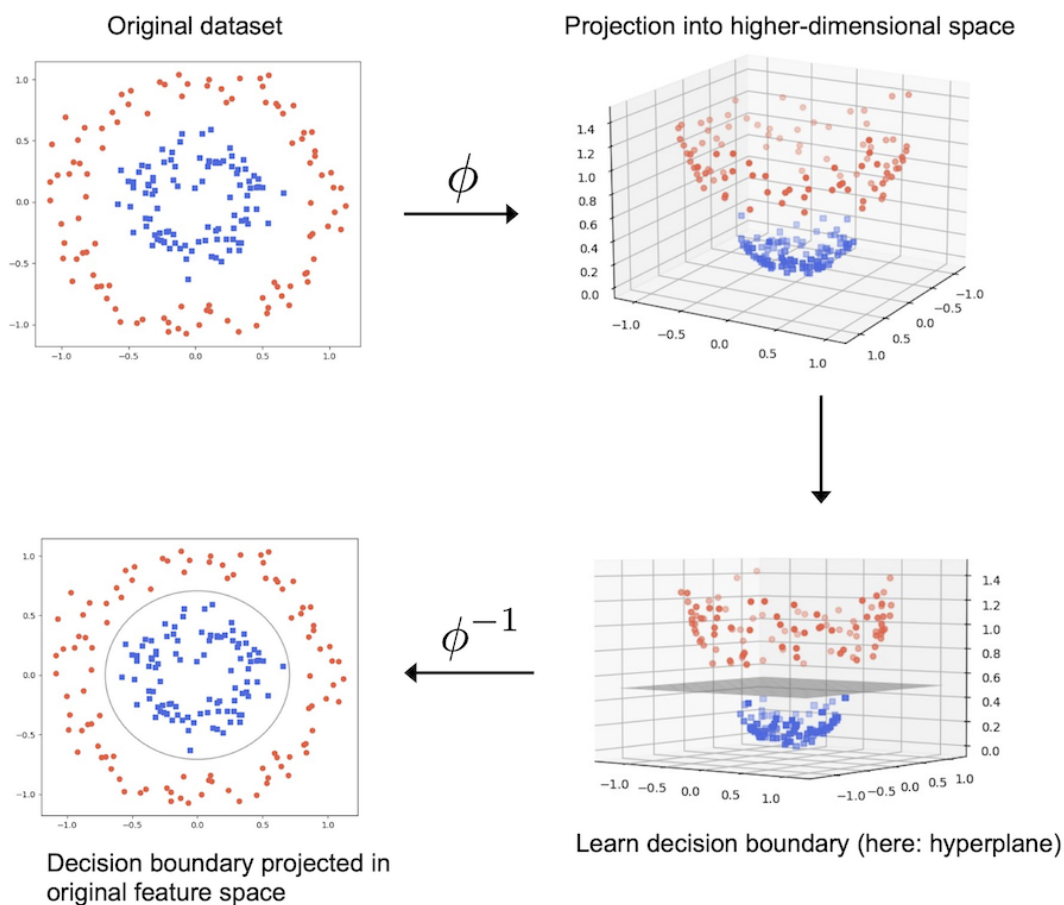 Original dataset
Projection into higher-dimensional space
1.0
0.5
0.0
−0.5
−1.0
−1.0 −0.5 0.0 0.5 1.0
ϕ
1.4
1.2
1.0
0.8
0.6
0.4
0.2
0.0
−1.0 −0.5 0.0 0.5 1.0
1.0 0.5 0.0 −0.5 −1.0
1.0
0.5
0.0
−0.5
−1.0
−1.0 −0.5 0.0 0.5 1.0
ϕ⁻¹
1.4
1.2
1.0
0.8
0.6
0.4
0.2
0.0
−1.0 −0.5 0.0 0.5 1.0
−1.0 −0.5 0.0 0.5 1.0
Learn decision boundary (here: hyperplane)
Decision boundary projected in
original feature space